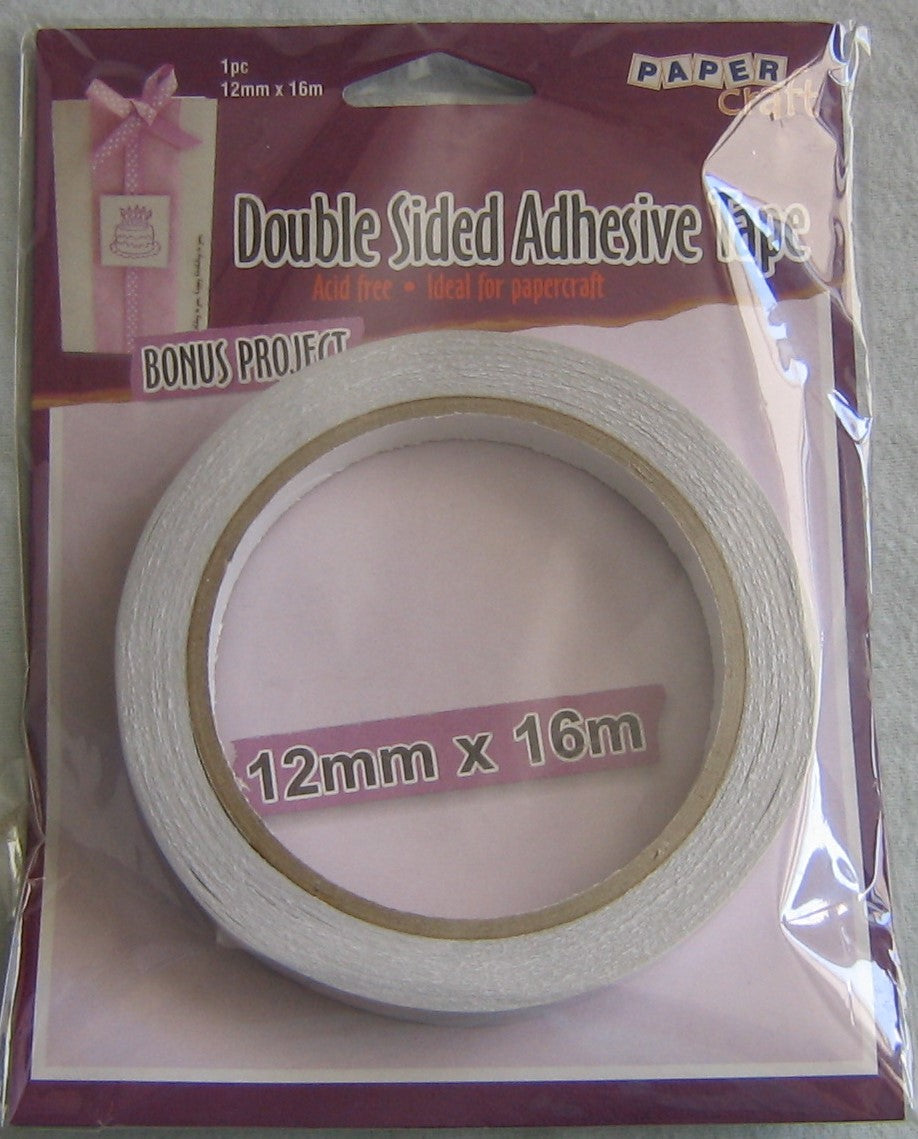 1pc
12mm x 16m
PAPER
craft
Double Sided Adhesive Tape
Acid free • Ideal for papercraft
BONUS PROJECT
12mm x 16m